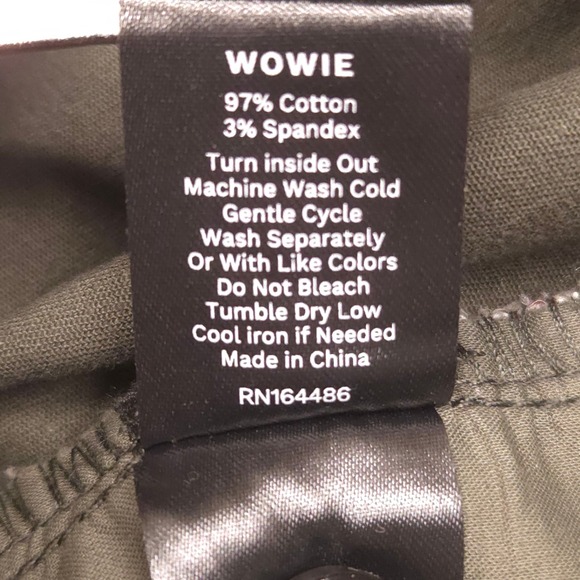 WOWIE
97% Cotton
3% Spandex
Turn inside Out
Machine Wash Cold
Gentle Cycle
Wash Separately
Or With Like Colors
Do Not Bleach
Tumble Dry Low
Cool iron if Needed
Made in China
RN164486